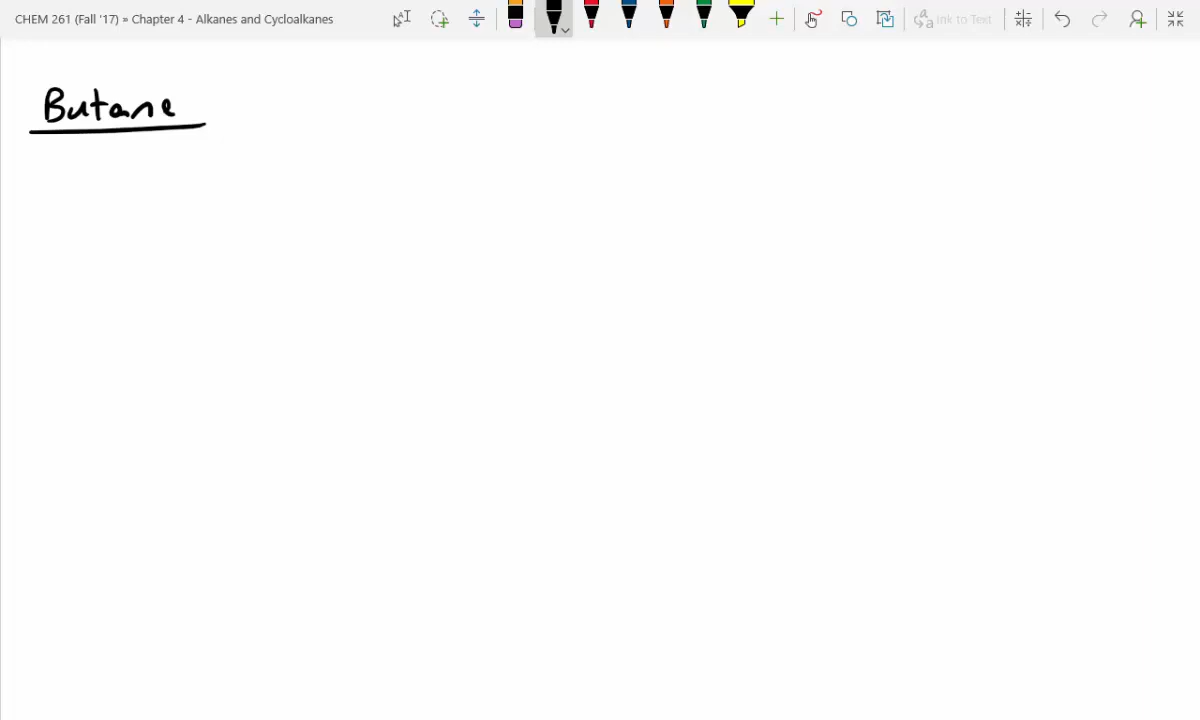 CHEM 261 (Fall '17) » Chapter 4 - Alkanes and Cycloalkanes
Ink to Text
Butane